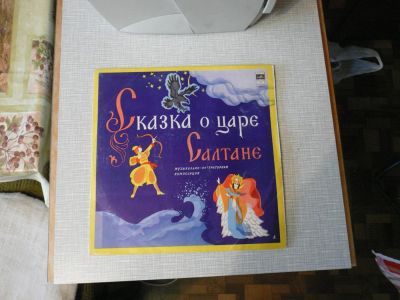 Сказка о царе
Салтане
музыкально-литературная
композиция